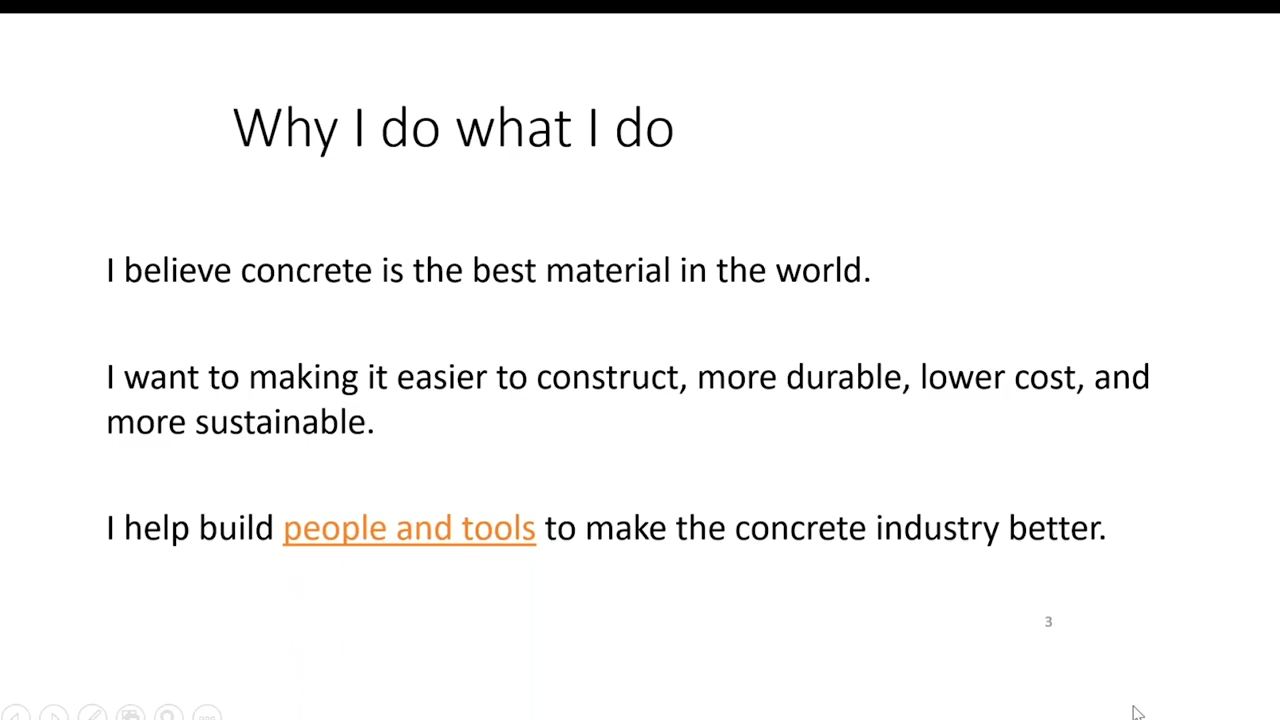 Why I do what I do
I believe concrete is the best material in the world.
I want to making it easier to construct, more durable, lower cost, and
more sustainable.
I help build people and tools to make the concrete industry better.
3